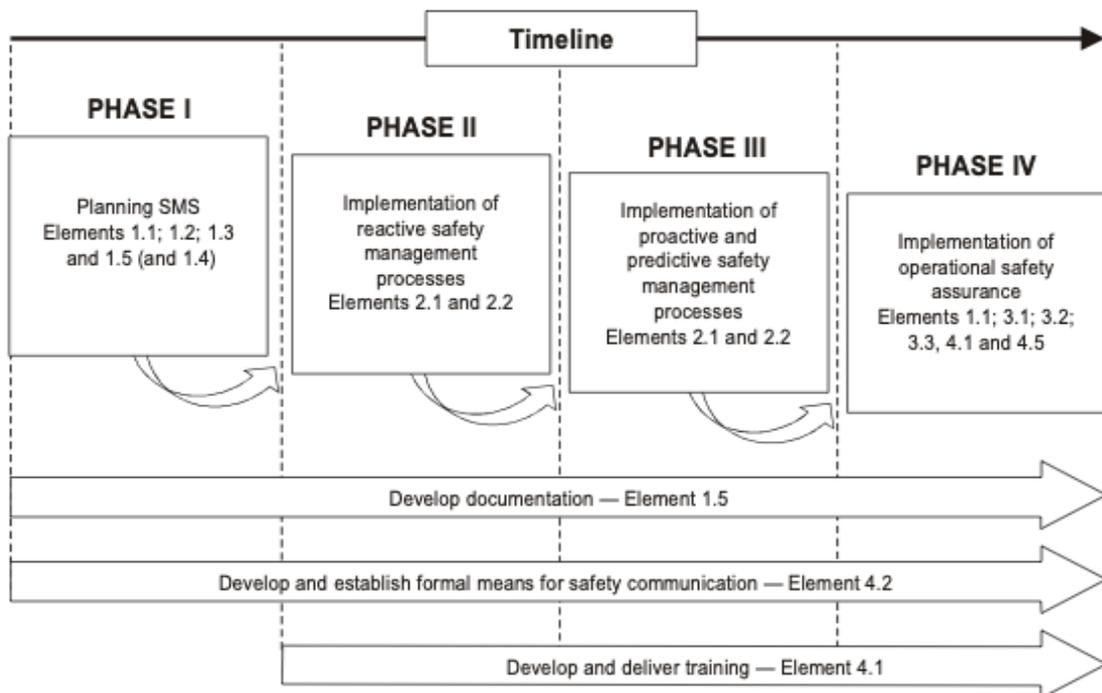 Timeline
PHASE I
Planning SMS
Elements 1.1; 1.2; 1.3
and 1.5 (and 1.4)
PHASE II
Implementation of
reactive safety
management
processes
Elements 2.1 and 2.2
PHASE III
Implementation of
proactive and
predictive safety
management
processes
Elements 2.1 and 2.2
PHASE IV
Implementation of
operational safety
assurance
Elements 1.1; 3.1; 3.2;
3.3, 4.1 and 4.5
Develop documentation — Element 1.5
Develop and establish formal means for safety communication — Element 4.2
Develop and deliver training — Element 4.1